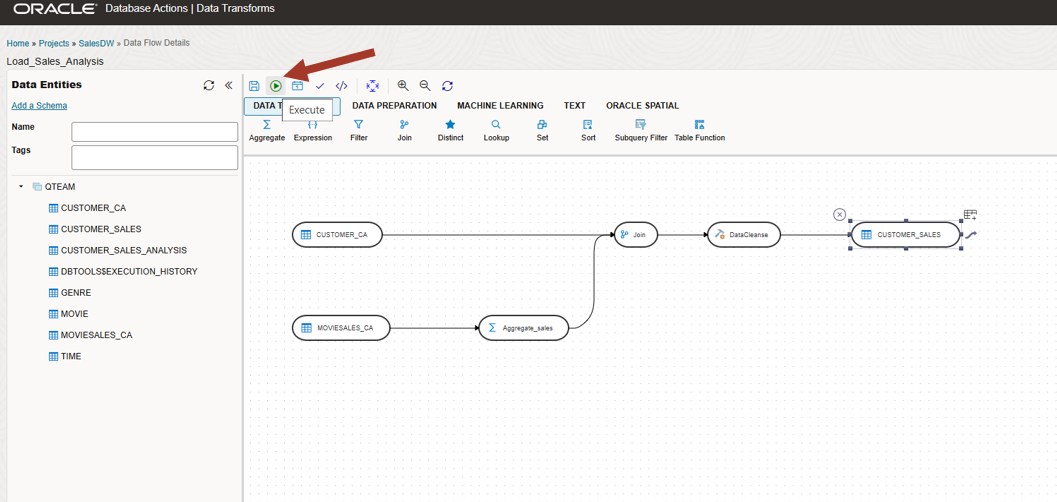 ORACLE Database Actions | Data Transforms
Home » Projects » SalesDW » Data Flow Details
Load_Sales_Analysis
Data Entities
Add a Schema
Name
Tags
QTEAM
CUSTOMER_CA
CUSTOMER_SALES
CUSTOMER_SALES_ANALYSIS
DBTOOLS$EXECUTION_HISTORY
GENRE
MOVIE
MOVIESALES_CA
TIME
DATA T
Execute
DATA PREPARATION
MACHINE LEARNING
TEXT
ORACLE SPATIAL
Aggregate
Expression
Filter
Join
Distinct
Lookup
Set
Sort
Subquery Filter
Table Function
CUSTOMER_CA
Join
DataCleanse
CUSTOMER_SALES
MOVIESALES_CA
Aggregate_sales